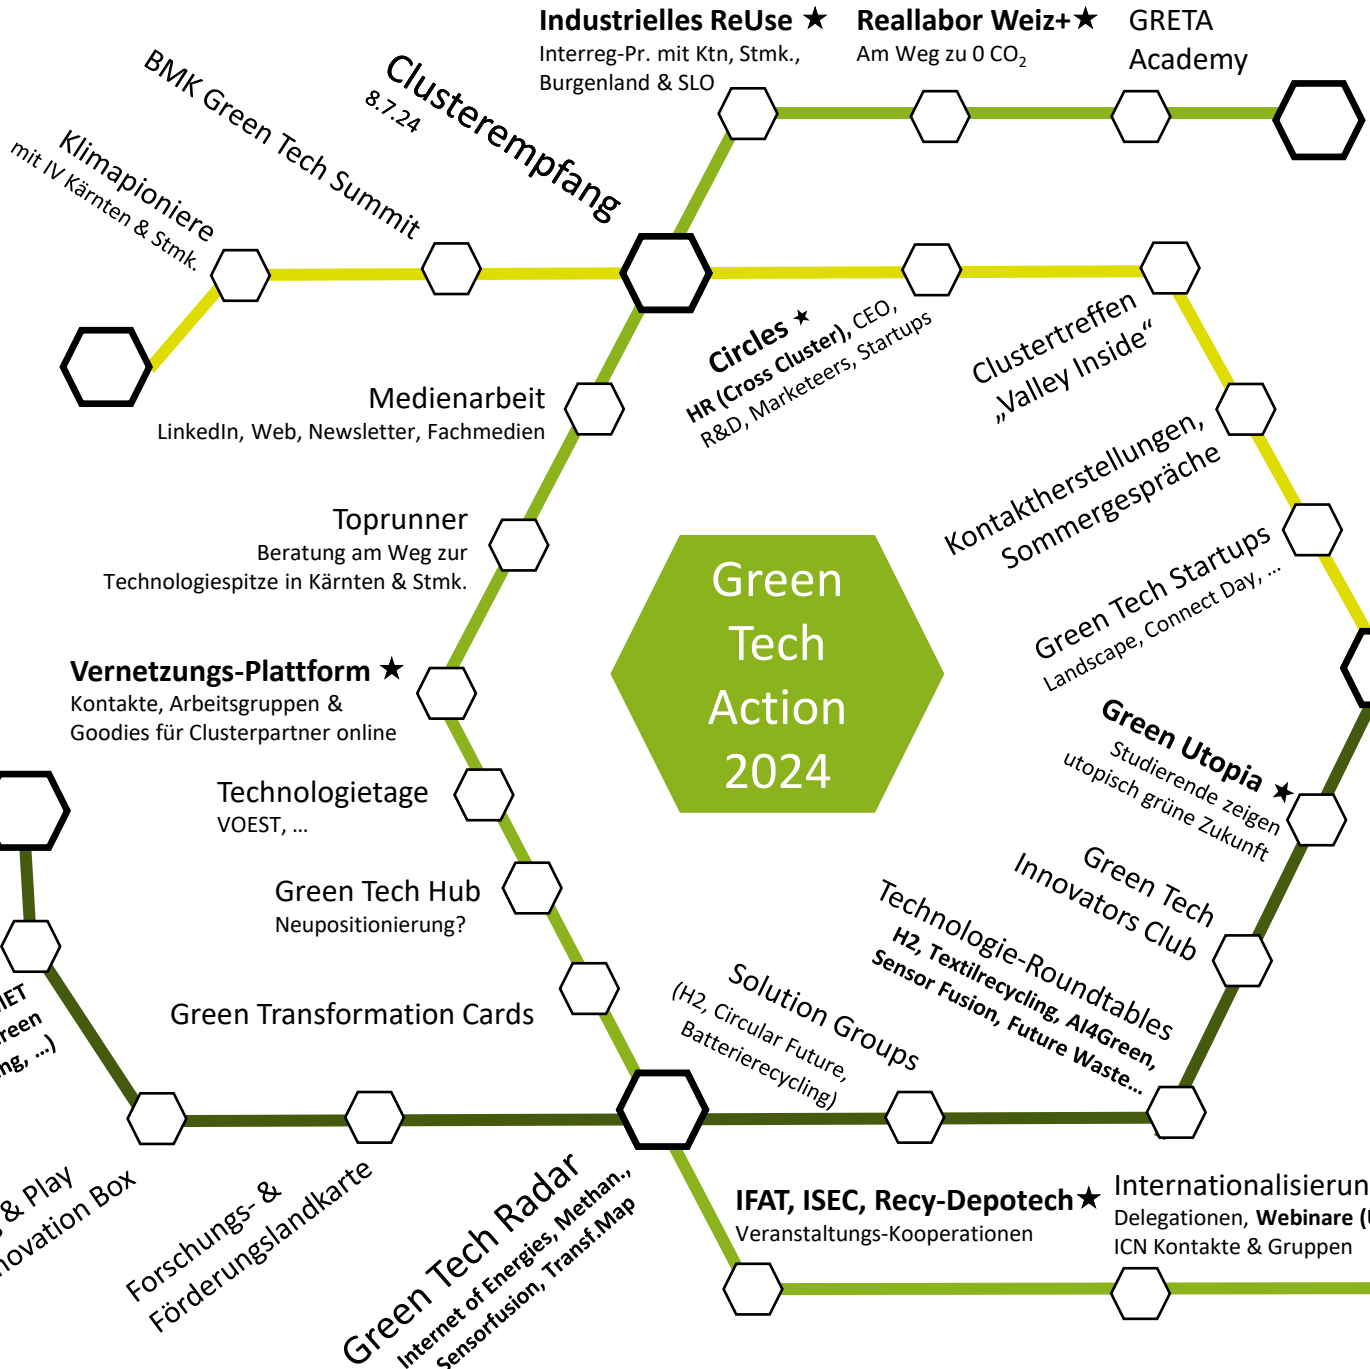 Industrielles ReUse ★
Interreg-Pr. mit Ktn, Stmk.,
Burgenland & SLO
Reallabor Weiz+ ★
Am Weg zu 0 CO₂
GRETA
Academy
Clusterempfang
8.7.24
BMK Green Tech Summit
Klimapioniere
mit IV Kärnten & Stmk.
Circles ★
HR (Cross Cluster), CEO,
R&D, Marketeers, Startups
Clustertreffen
„Valley Inside“
Medienarbeit
LinkedIn, Web, Newsletter, Fachmedien
Kontaktherstellungen,
Sommergespräche
Toprunner
Beratung am Weg zur
Technologiespitze in Kärnten & Stmk.
Green
Tech
Action
2024
Green Tech Startups
Landscape, Connect Day, ...
Vernetzungs-Plattform ★
Kontakte, Arbeitsgruppen &
Goodies für Clusterpartner online
Green Utopia ★
Studierende zeigen
utopisch grüne Zukunft
Technologietage
VOEST, ...
Green Tech
Innovators Club
Green Tech Hub
Neupositionierung?
Technologie-Roundtables
H2, Textilrecycling, AI4Green,
Sensor Fusion, Future Waste...
Solution Groups
(H2, Circular Future,
Batterierecycling)
Green Transformation Cards
...)
& Play
Box
Forschungs- &
Förderungslandkarte
Green Tech Radar
Internet of Energies, Methan.,
Sensorfusion, Transf.Map
IFAT, ISEC, Recy-Depotech ★
Veranstaltungs-Kooperationen
Internationalisierun
Delegationen, Webinare (
ICN Kontakte & Gruppen